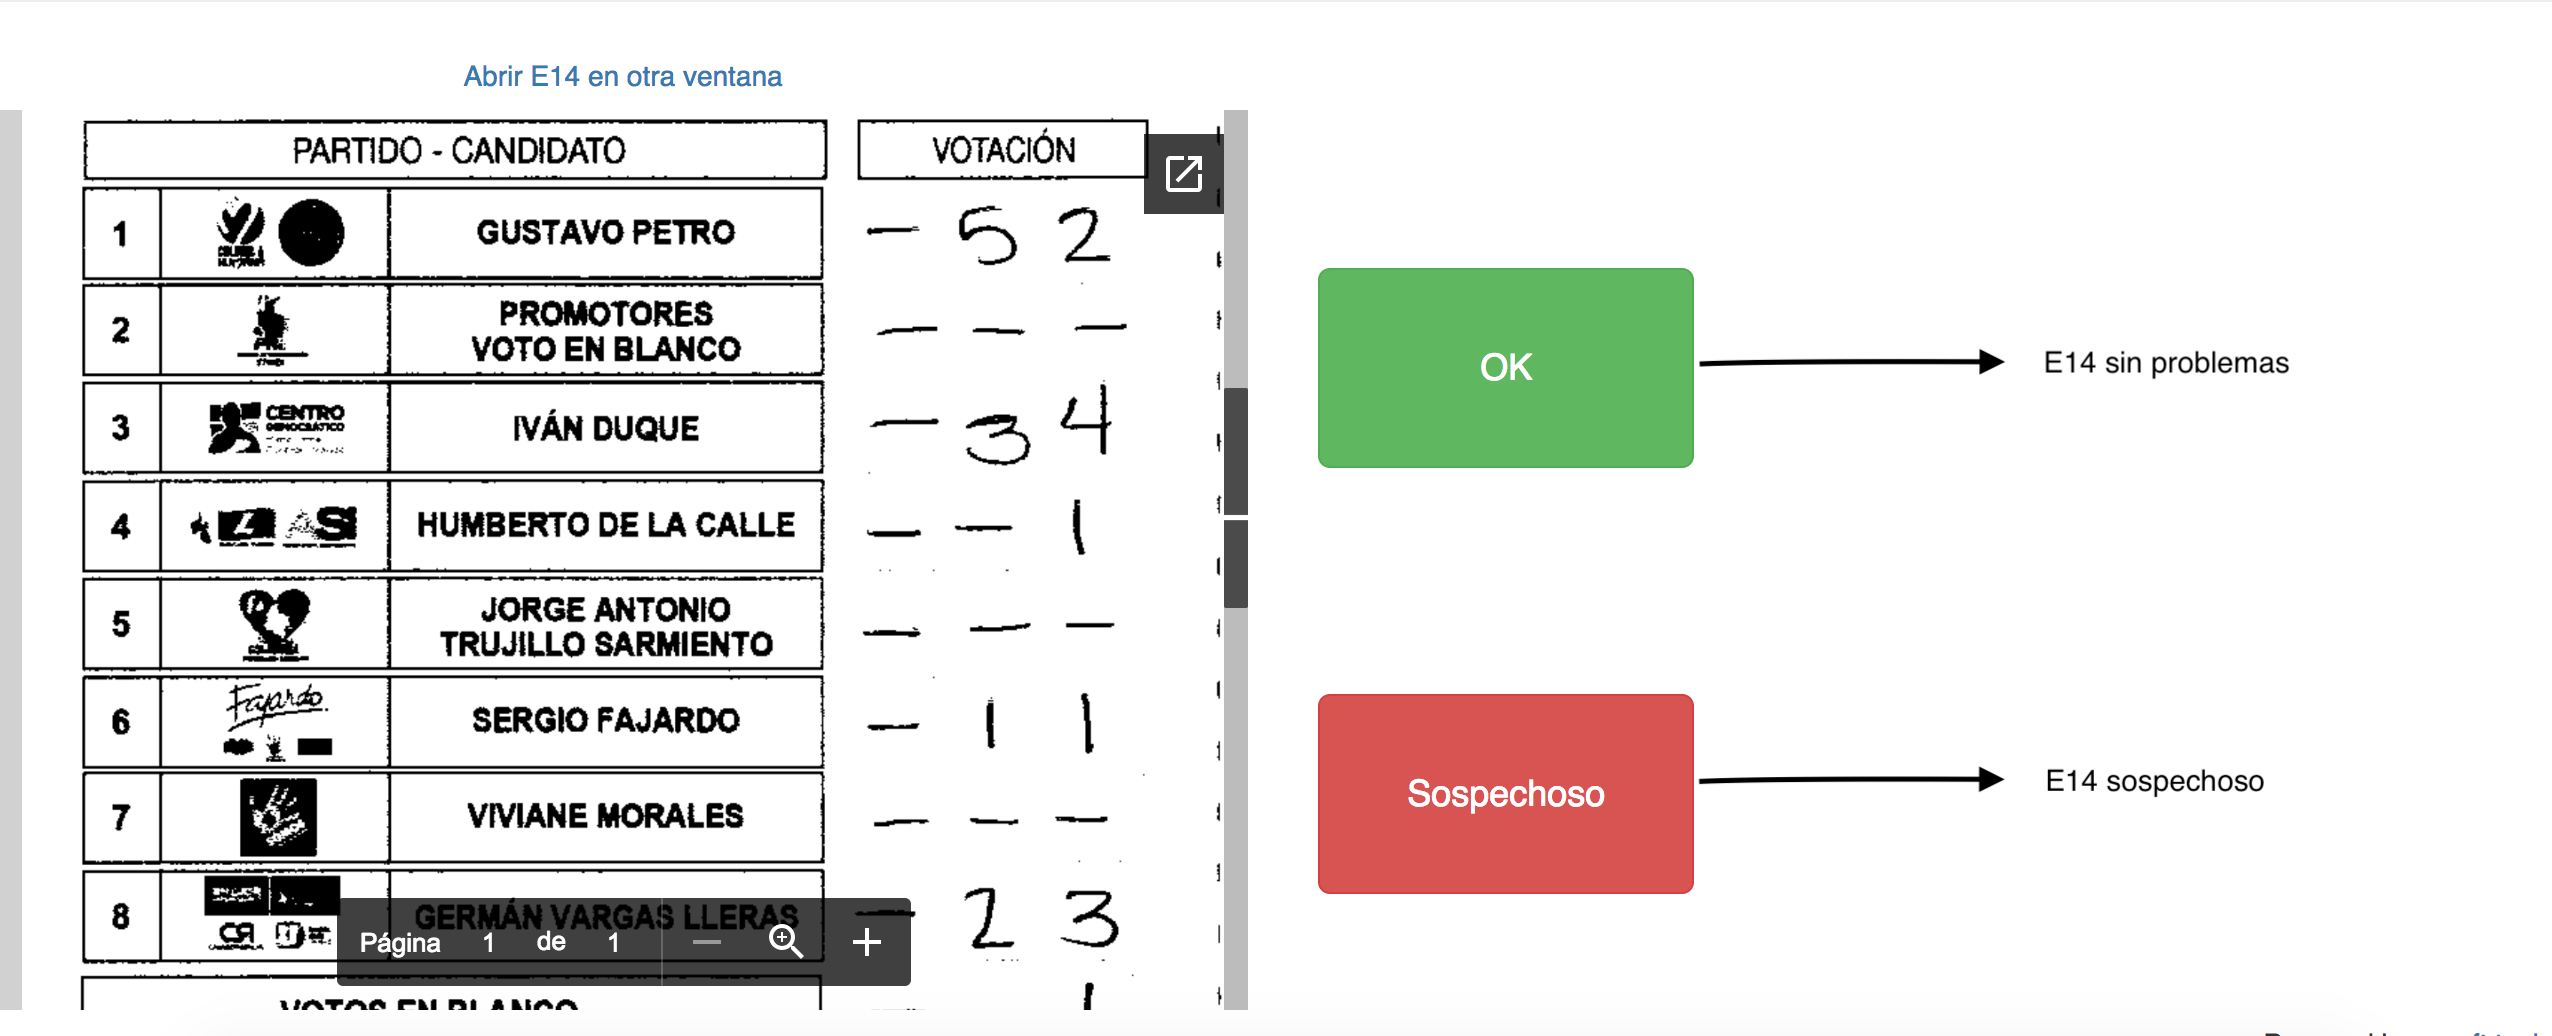 Abrir E14 en otra ventana
PARTIDO - CANDIDATO VOTACIÓN
1 GUSTAVO PETRO - 5 2
2 PROMOTORES
VOTO EN BLANCO - - -
3 CENTRO
DEMOCRÁTICO IVÁN DUQUE - 3 4
4 HUMBERTO DE LA CALLE - - 1
5 JORGE ANTONIO
TRUJILLO SARMIENTO - - -
6 Fajardo SERGIO FAJARDO - 1 1
7 VIVIANE MORALES - - -
8 GERMÁN VARGAS LLERAS - 2 3
Página 1 de 1
VOTOS EN BLANCO
OK
E14 sin problemas
Sospechoso
E14 sospechoso